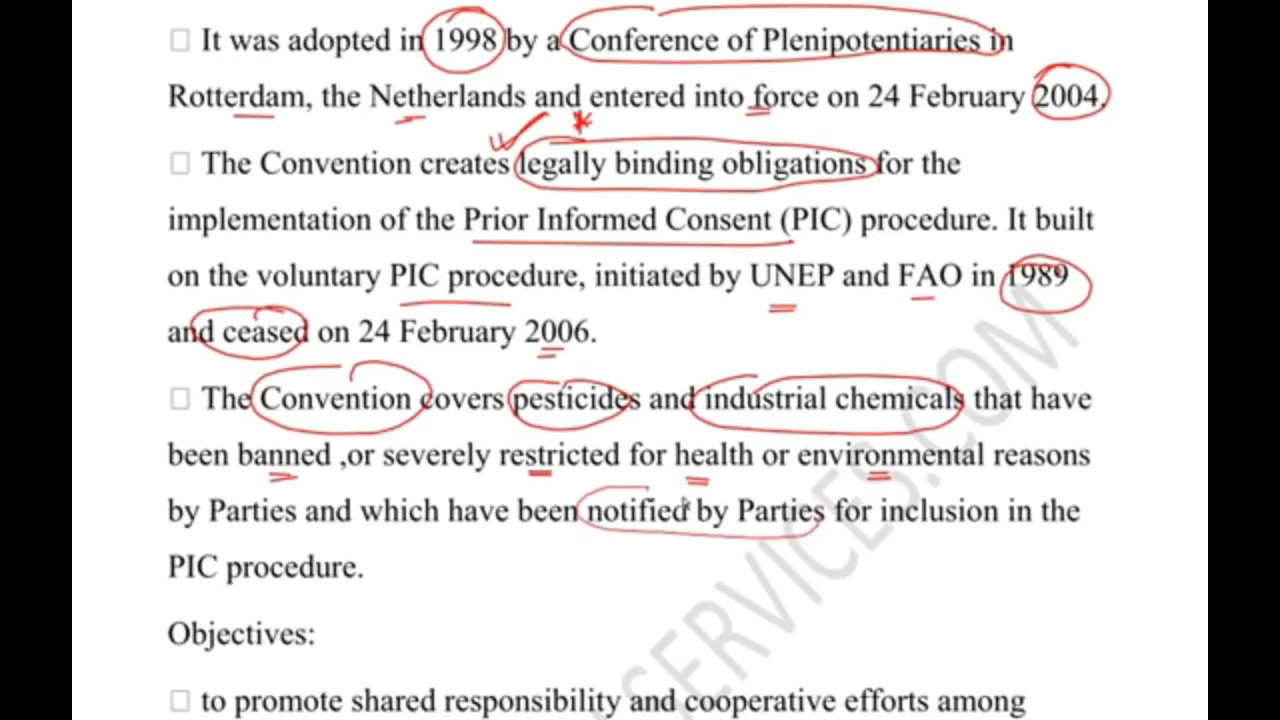 □ It was adopted in 1998 by a Conference of Plenipotentiaries in
Rotterdam, the Netherlands and entered into force on 24 February 2004.
□ The Convention creates legally binding obligations for the
implementation of the Prior Informed Consent (PIC) procedure. It built
on the voluntary PIC procedure, initiated by UNEP and FAO in 1989
and ceased on 24 February 2006.
□ The Convention covers pesticides and industrial chemicals that have
been banned ,or severely restricted for health or environmental reasons
by Parties and which have been notified by Parties for inclusion in the
PIC procedure.
Objectives:
□ to promote shared responsibility and cooperative efforts among
SERVICES.COM